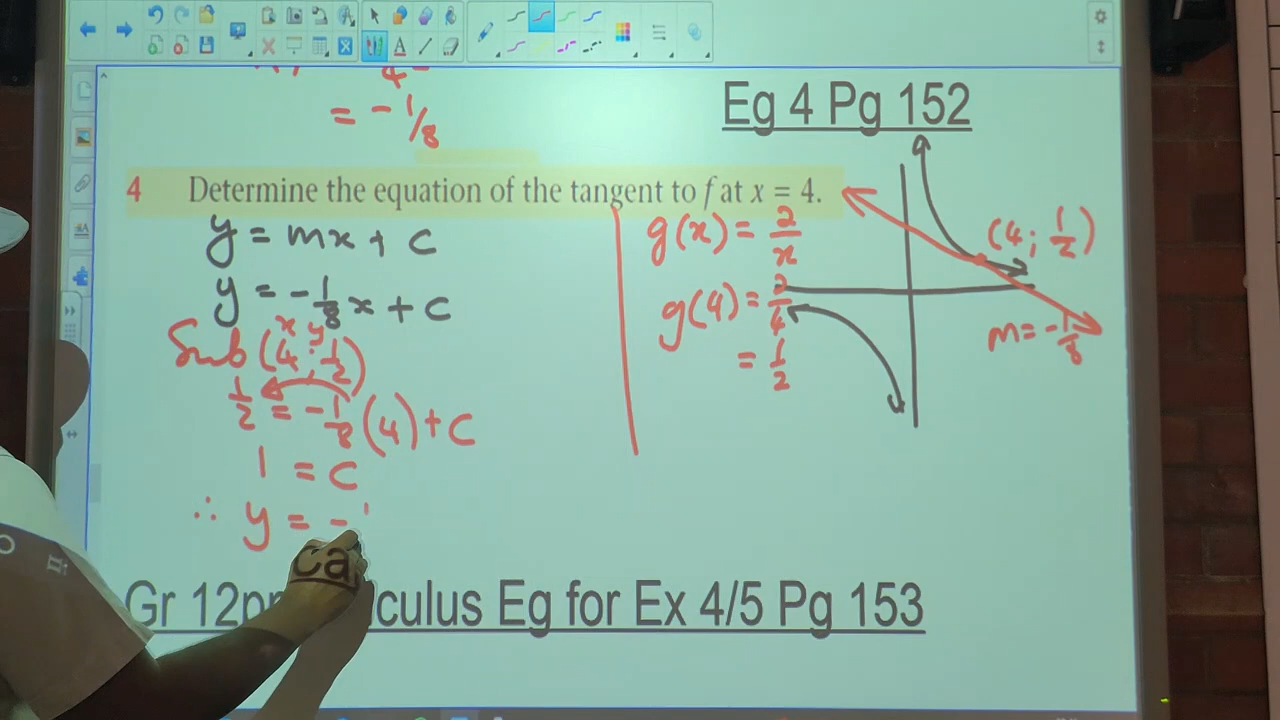 = -1/8
Eg 4 Pg 152
4 Determine the equation of the tangent to f at x = 4.
y = mx + c
y = -1/8 x + c
x y
Sub (4 ; 1/2)
1/2 = -1/8 (4) + c
1 = c
∴ y = -
g(x) = 2/x
g(4) = 2/4
= 1/2
(4 ; 1/2)
m = -1/8
Gr 12 Ca culus Eg for Ex 4/5 Pg 153